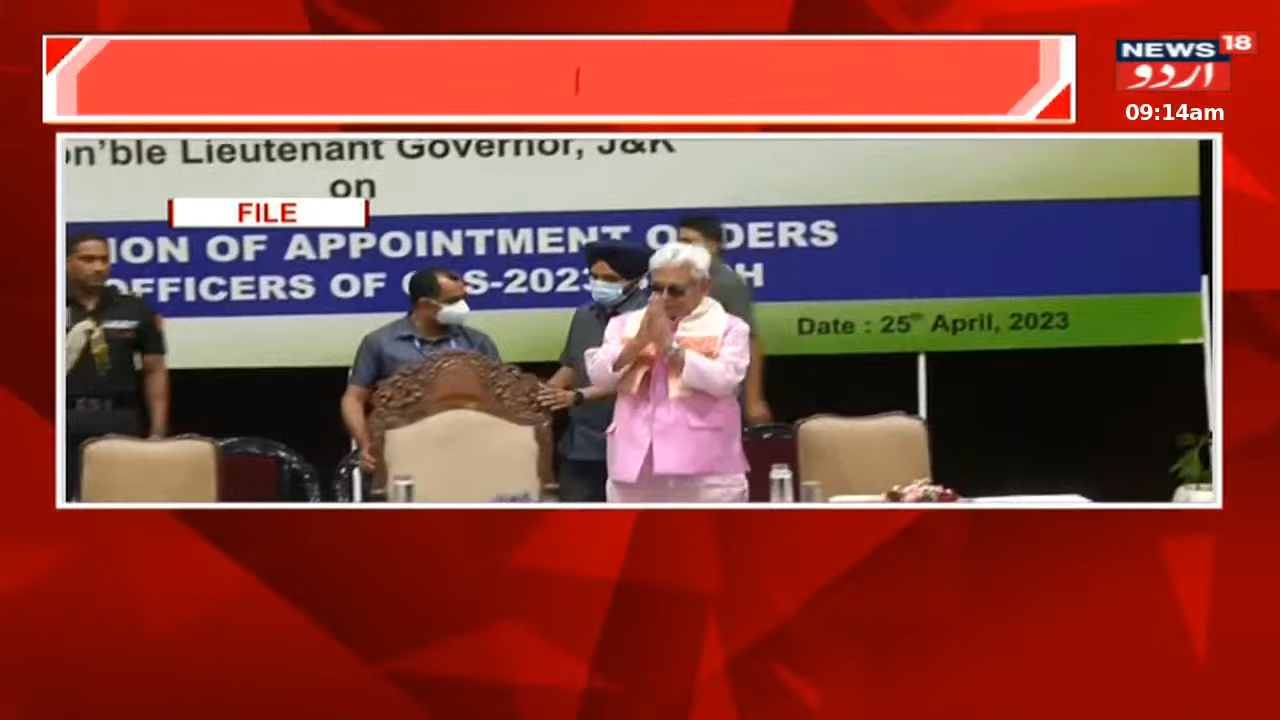 NEWS 18
اردو
09:14am
on'ble Lieutenant Governor, J&K
on
FILE
ION OF APPOINTMENT
OFFICERS OF
Date : 25th April, 2023